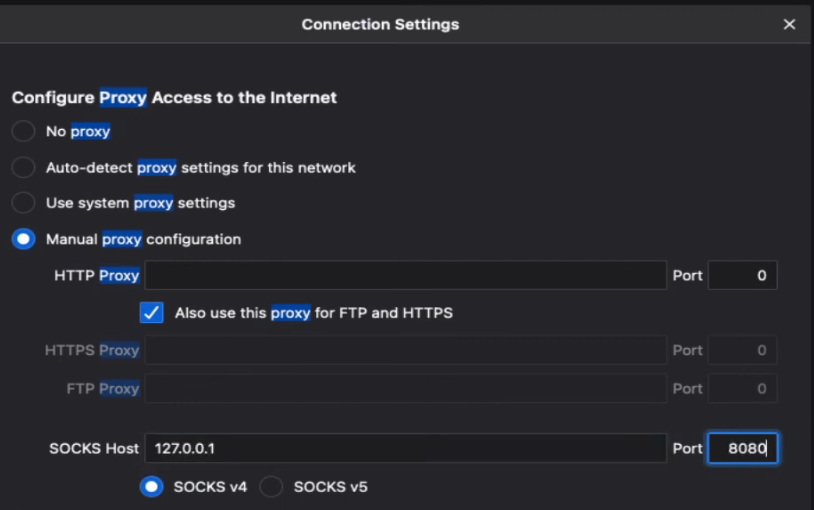 Connection Settings
Configure Proxy Access to the Internet
No proxy
Auto-detect proxy settings for this network
Use system proxy settings
Manual proxy configuration
HTTP Proxy Port 0
Also use this proxy for FTP and HTTPS
HTTPS Proxy Port 0
FTP Proxy Port 0
SOCKS Host 127.0.0.1 Port 8080
SOCKS v4 SOCKS v5